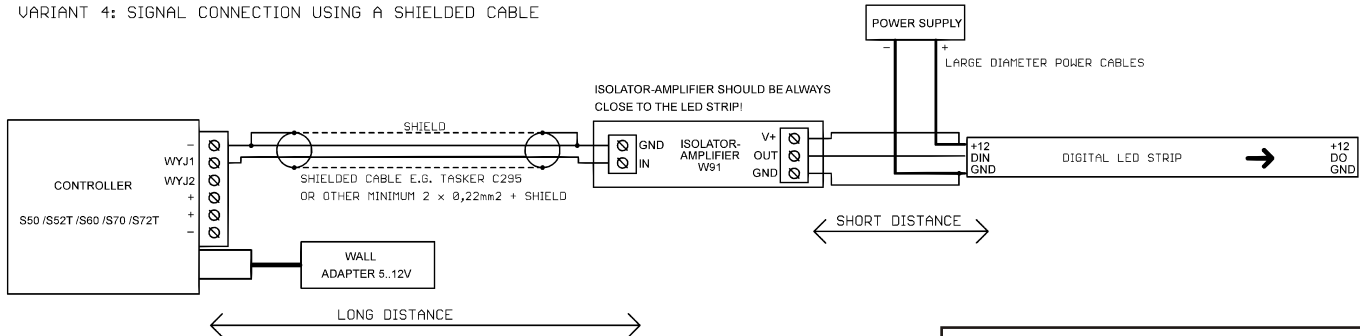 VARIANT 4: SIGNAL CONNECTION USING A SHIELDED CABLE
POWER SUPPLY
- +
LARGE DIAMETER POWER CABLES
ISOLATOR-AMPLIFIER SHOULD BE ALWAYS
CLOSE TO THE LED STRIP!
SHIELD
SHIELDED CABLE E.G. TASKER C295
OR OTHER MINIMUM 2 x 0,22mm2 + SHIELD
CONTROLLER
S50 /S52T /S60 /S70 /S72T
-
WYJ1
WYJ2
+
+
-
WALL
ADAPTER 5..12V
GND
IN
ISOLATOR-
AMPLIFIER
W91
V+
OUT
GND
+12
DIN
GND
DIGITAL LED STRIP
+12
DO
GND
SHORT DISTANCE
LONG DISTANCE